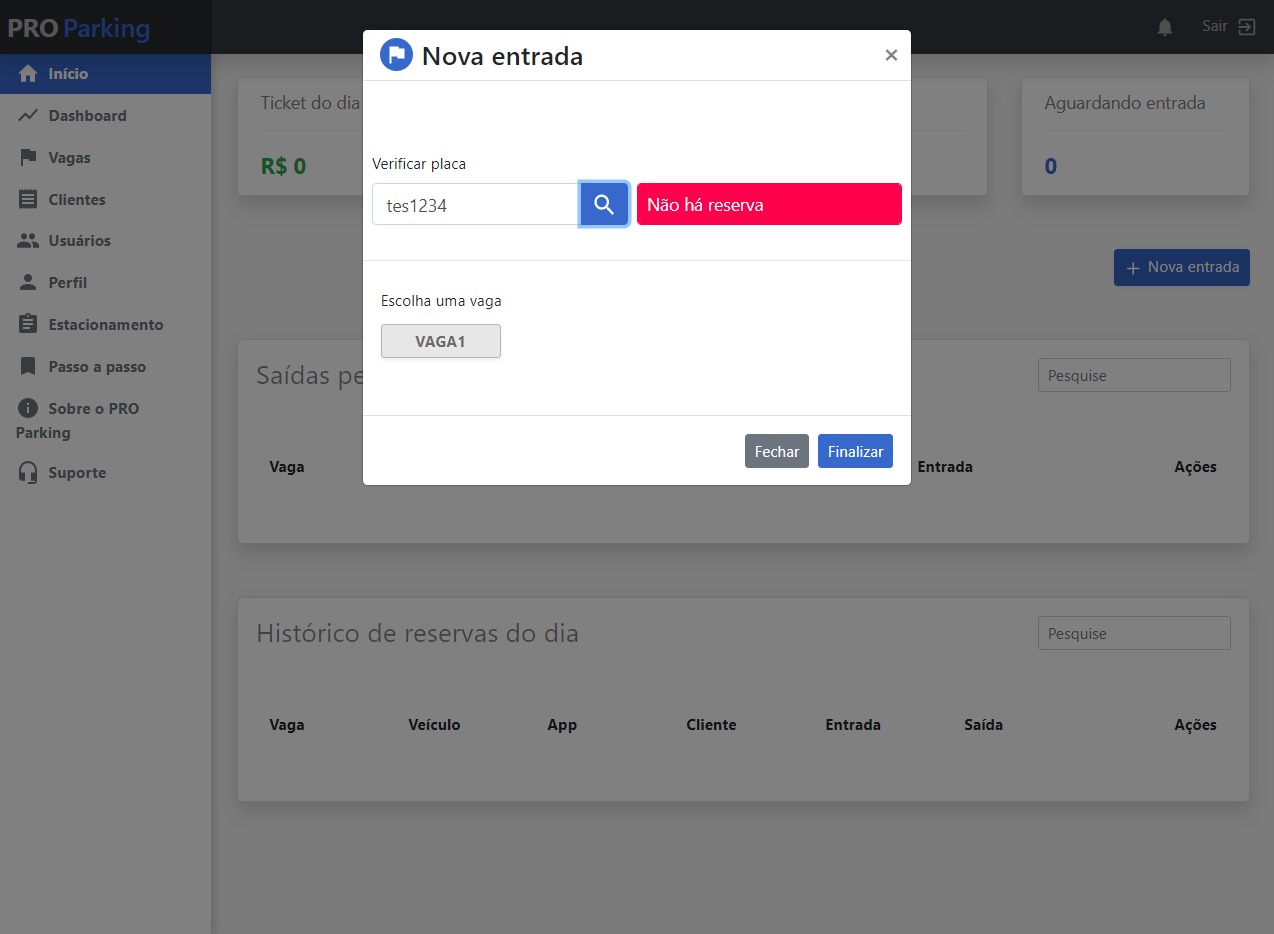 PRO Parking
Sair
Início
Dashboard
Vagas
Clientes
Usuários
Perfil
Estacionamento
Passo a passo
Sobre o PRO
Parking
Suporte
Nova entrada
×
Verificar placa
tes1234
Não há reserva
Escolha uma vaga
VAGA1
Fechar
Finalizar
Ticket do dia
R$ 0
Aguardando entrada
0
+ Nova entrada
Saídas pe
Pesquise
Vaga
Entrada
Ações
Histórico de reservas do dia
Pesquise
Vaga
Veículo
App
Cliente
Entrada
Saída
Ações